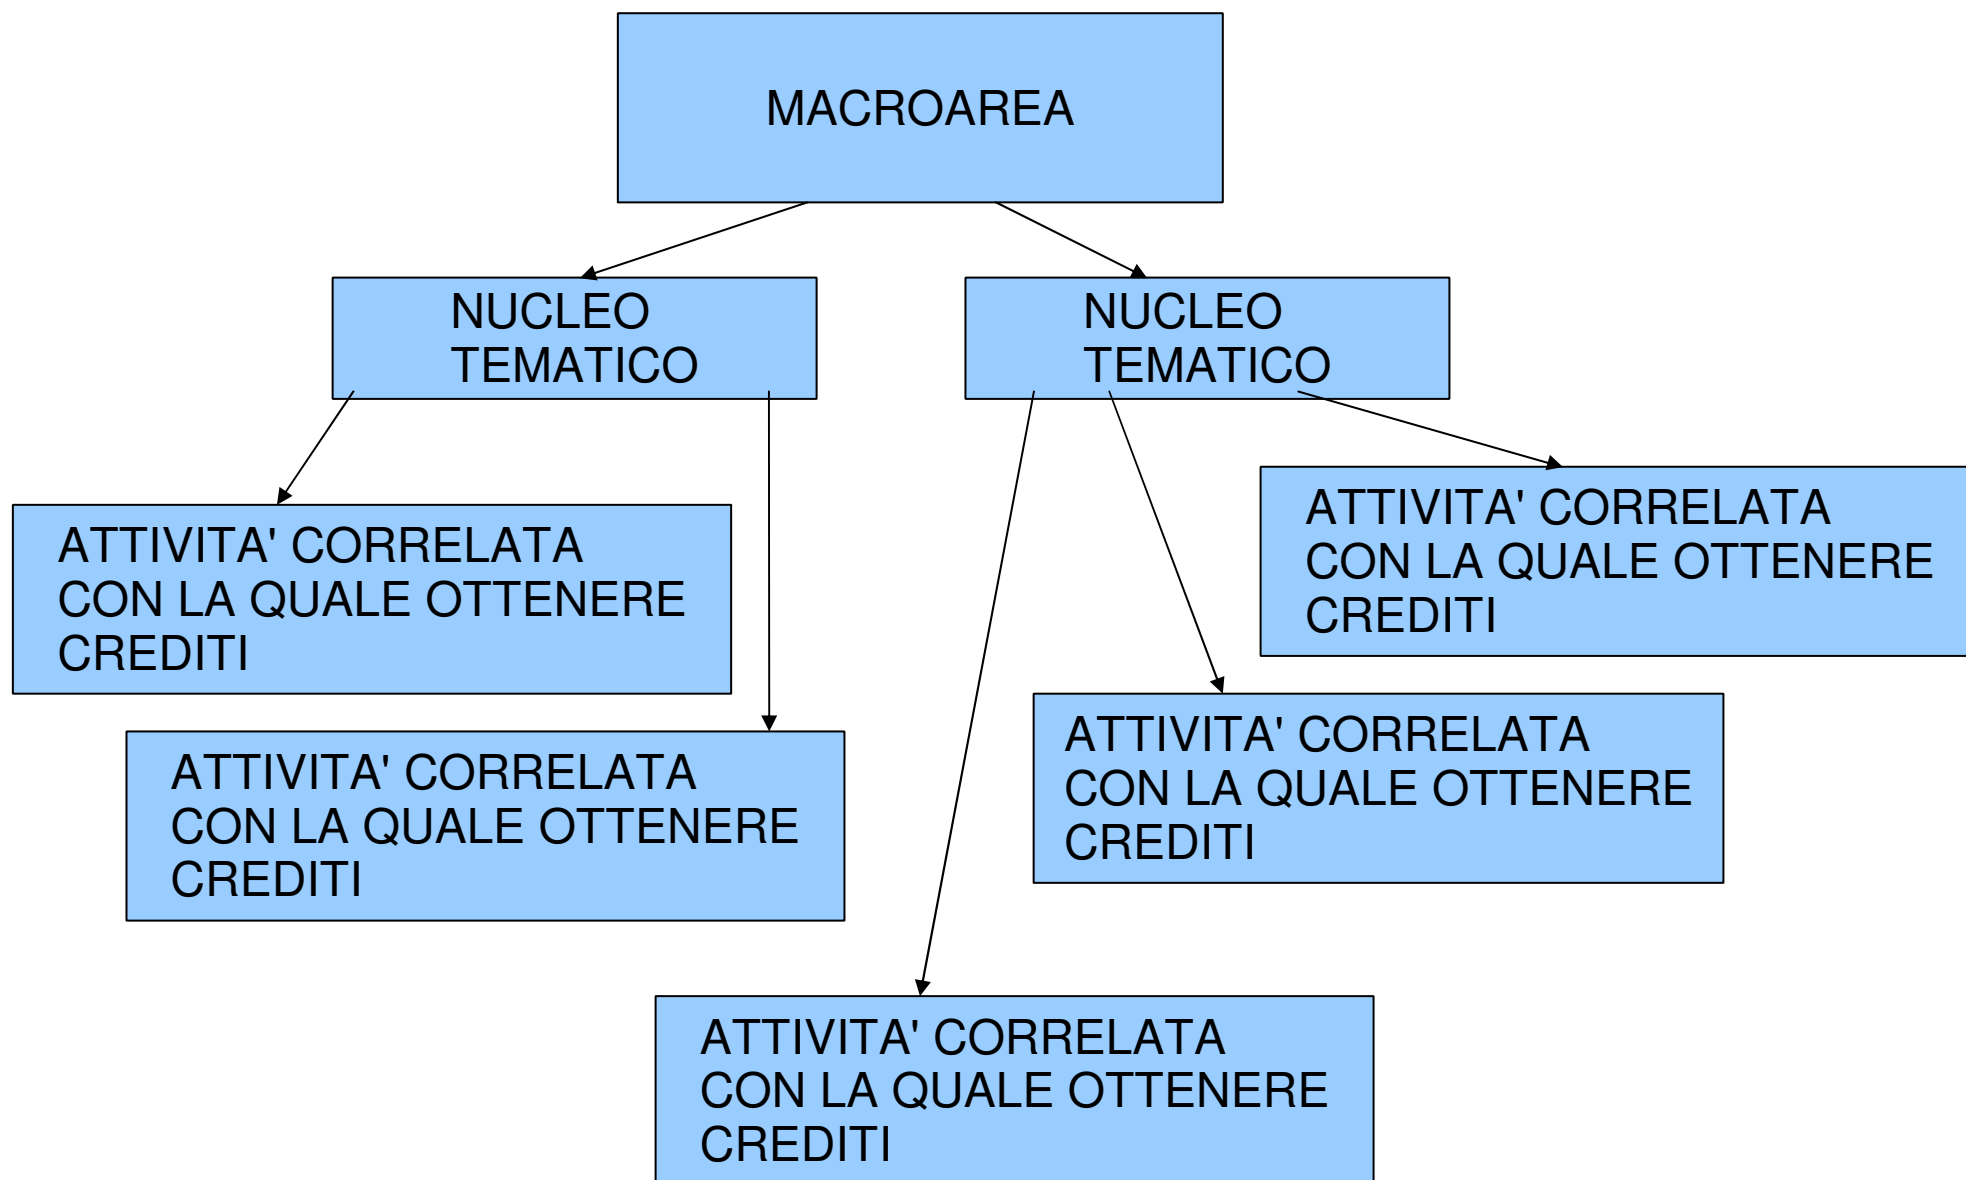 MACROAREA
NUCLEO
TEMATICO
NUCLEO
TEMATICO
ATTIVITA' CORRELATA
CON LA QUALE OTTENERE
CREDITI
ATTIVITA' CORRELATA
CON LA QUALE OTTENERE
CREDITI
ATTIVITA' CORRELATA
CON LA QUALE OTTENERE
CREDITI
ATTIVITA' CORRELATA
CON LA QUALE OTTENERE
CREDITI
ATTIVITA' CORRELATA
CON LA QUALE OTTENERE
CREDITI